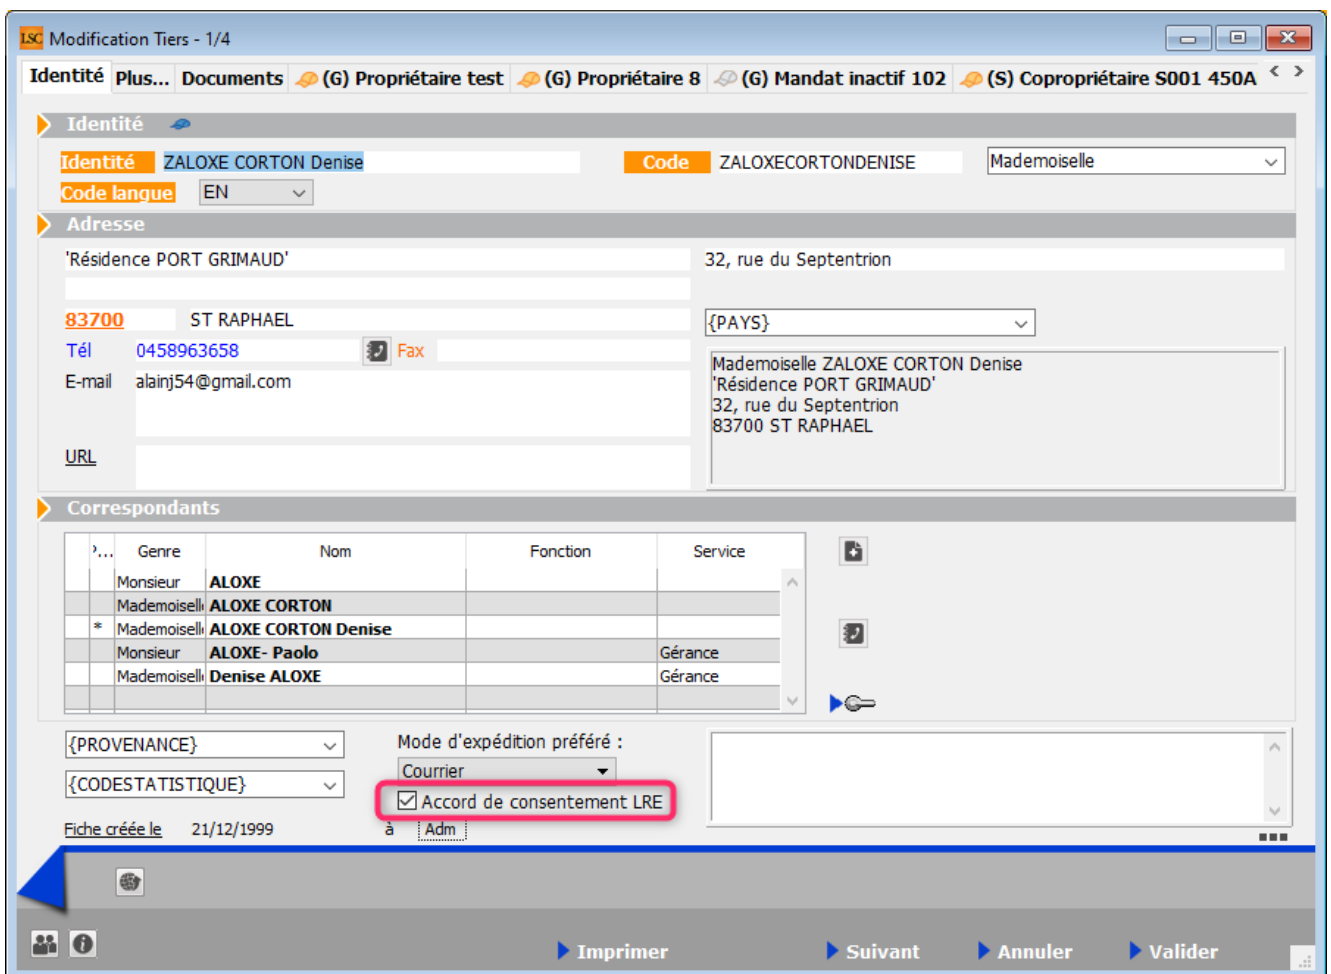 LSC Modification Tiers - 1/4
Identité Plus... Documents (G) Propriétaire test (G) Propriétaire 8 (G) Mandat inactif 102 (S) Copropriétaire S001 450A
Identité
Identité ZALOXE CORTON Denise Code ZALOXECORTONDENISE Mademoiselle
Code langue EN
Adresse
'Résidence PORT GRIMAUD' 32, rue du Septentrion
83700 ST RAPHAEL {PAYS}
Tél 0458963658 Fax
E-mail alainj54@gmail.com
URL
Mademoiselle ZALOXE CORTON Denise
'Résidence PORT GRIMAUD'
32, rue du Septentrion
83700 ST RAPHAEL
Correspondants
Genre Nom Fonction Service
Monsieur ALOXE
Mademoiselle ALOXE CORTON
* Mademoiselle ALOXE CORTON Denise
Monsieur ALOXE- Paolo Gérance
Mademoiselle Denise ALOXE Gérance
{PROVENANCE} Mode d'expédition préféré :
Courrier
{CODESTATISTIQUE}
Accord de consentement LRE
Fiche créée le 21/12/1999 à Adm
Imprimer Suivant Annuler Valider